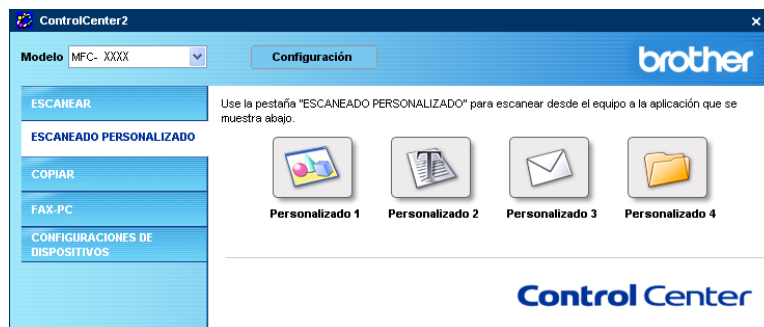 ControlCenter2
Modelo MFC- XXXX Configuración brother
ESCANEAR
ESCANEADO PERSONALIZADO
COPIAR
FAX-PC
CONFIGURACIONES DE
DISPOSITIVOS
Use la pestaña "ESCANEADO PERSONALIZADO" para escanear desde el equipo a la aplicación que se
muestra abajo.
Personalizado 1 Personalizado 2 Personalizado 3 Personalizado 4
Control Center